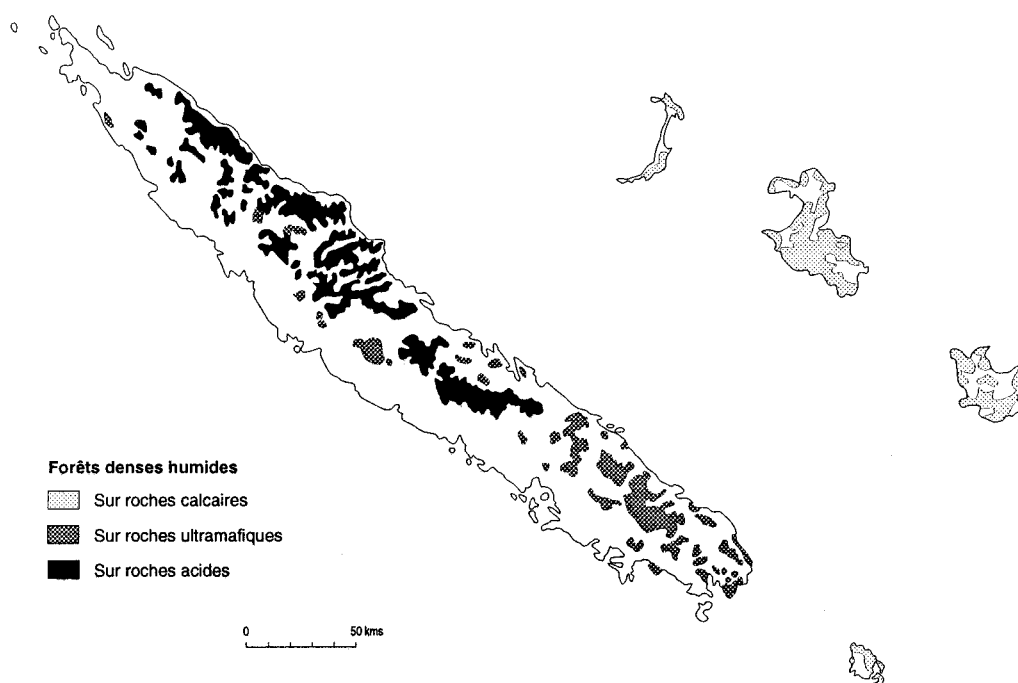 Forêts denses humides
Sur roches calcaires
Sur roches ultramafiques
Sur roches acides
0 50 kms